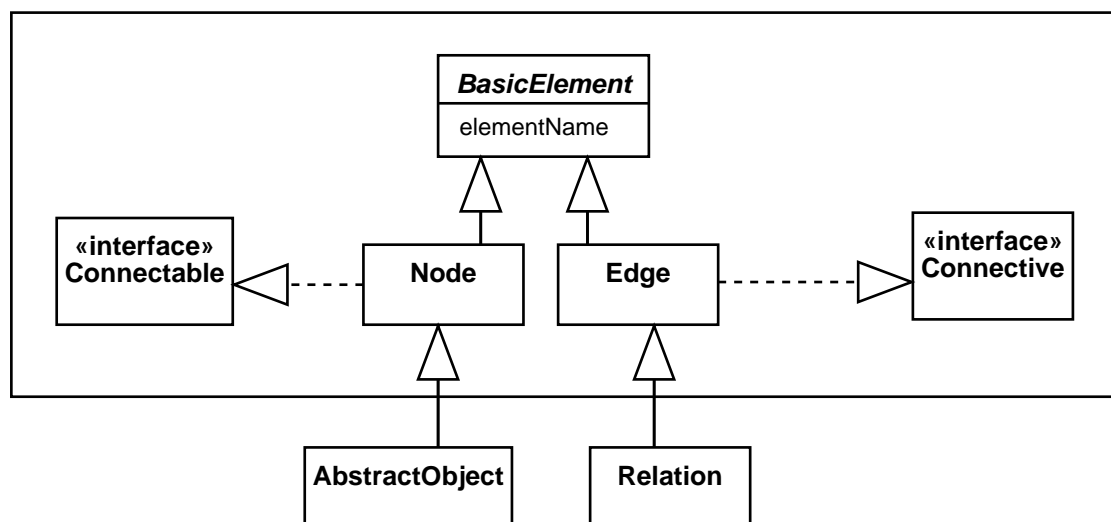 BasicElement
elementName
«interface»
Connectable
Node
Edge
«interface»
Connective
AbstractObject
Relation